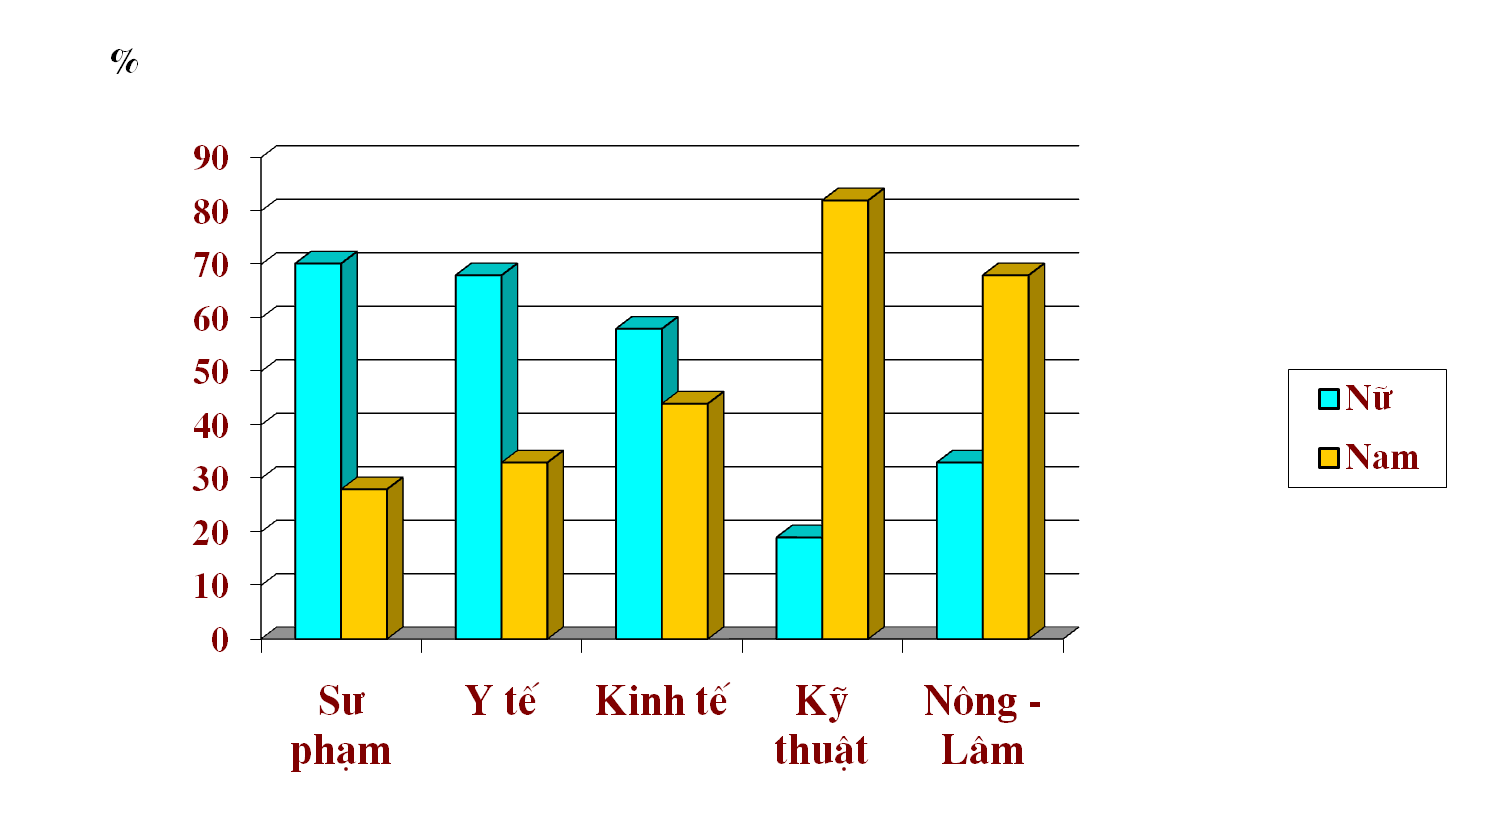 %
90
80
70
60
50
40
30
20
10
0
Sư
phạm
Y tế
Kinh tế
Kỹ
thuật
Nông -
Lâm
Nữ
Nam